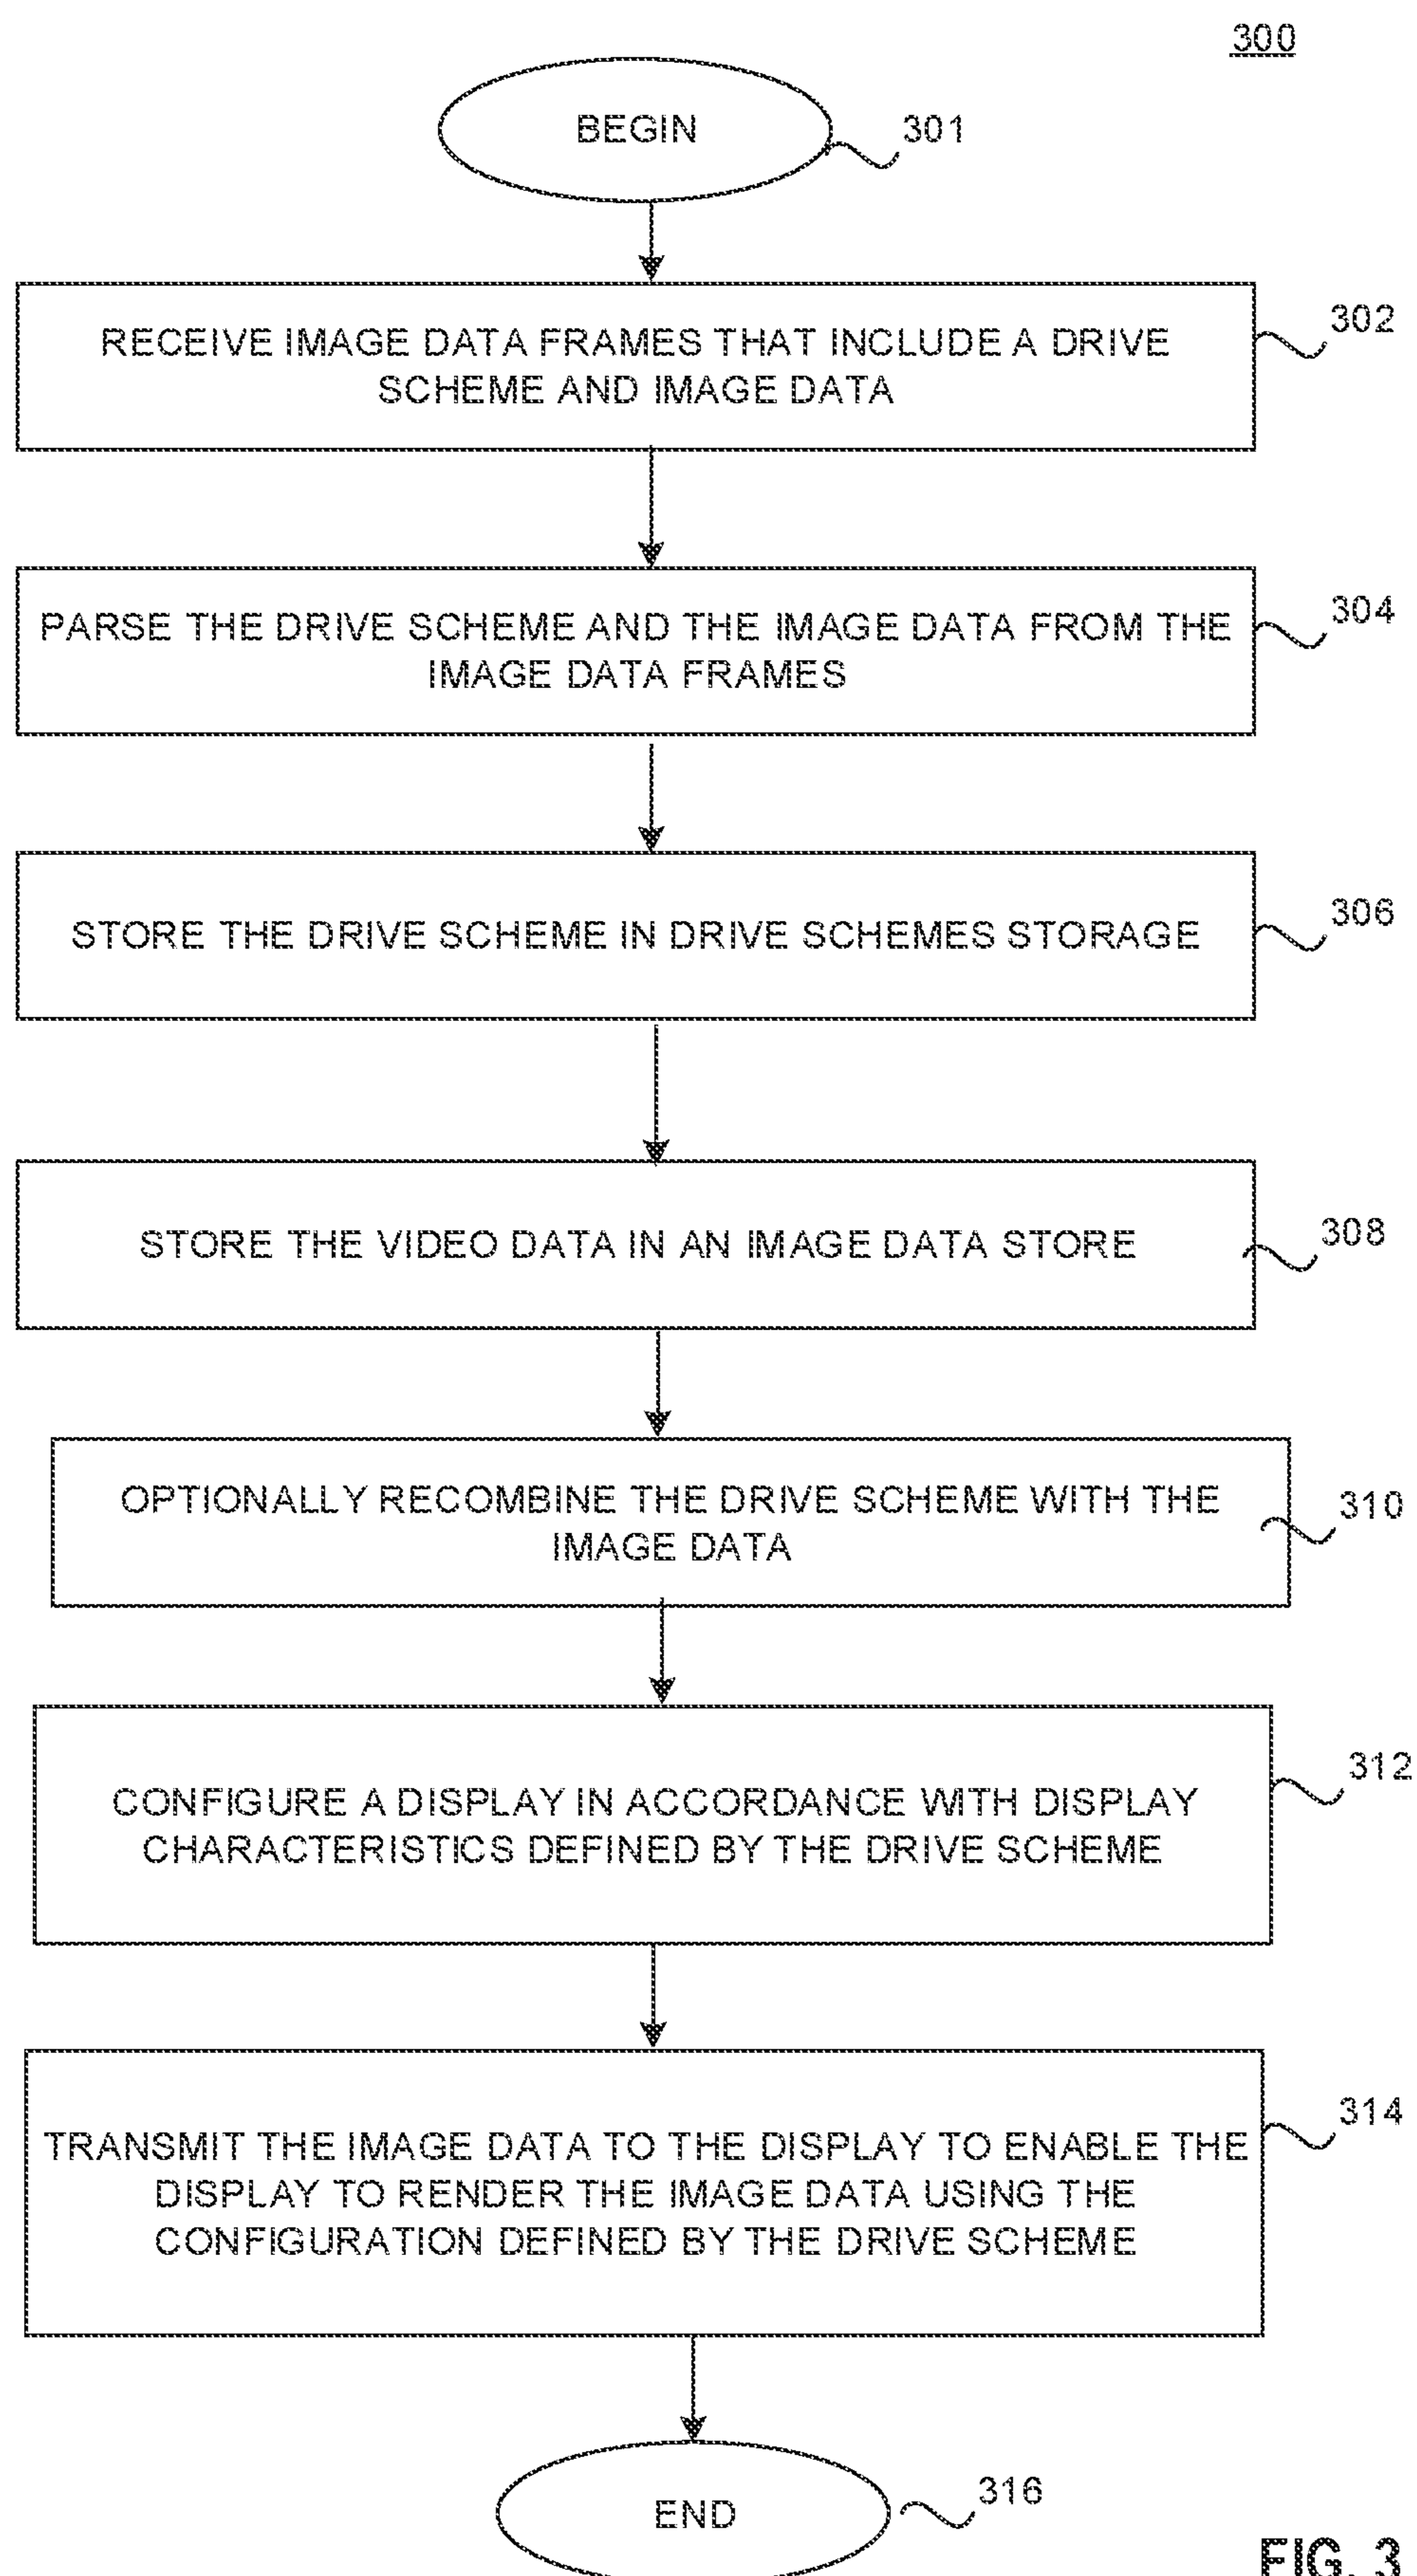 300
BEGIN
301
RECEIVE IMAGE DATA FRAMES THAT INCLUDE A DRIVE
SCHEME AND IMAGE DATA
302
PARSE THE DRIVE SCHEME AND THE IMAGE DATA FROM THE
IMAGE DATA FRAMES
304
STORE THE DRIVE SCHEME IN DRIVE SCHEMES STORAGE
306
STORE THE VIDEO DATA IN AN IMAGE DATA STORE
308
OPTIONALLY RECOMBINE THE DRIVE SCHEME WITH THE
IMAGE DATA
310
CONFIGURE A DISPLAY IN ACCORDANCE WITH DISPLAY
CHARACTERISTICS DEFINED BY THE DRIVE SCHEME
312
TRANSMIT THE IMAGE DATA TO THE DISPLAY TO ENABLE THE
DISPLAY TO RENDER THE IMAGE DATA USING THE
CONFIGURATION DEFINED BY THE DRIVE SCHEME
314
END
316
FIG. 3